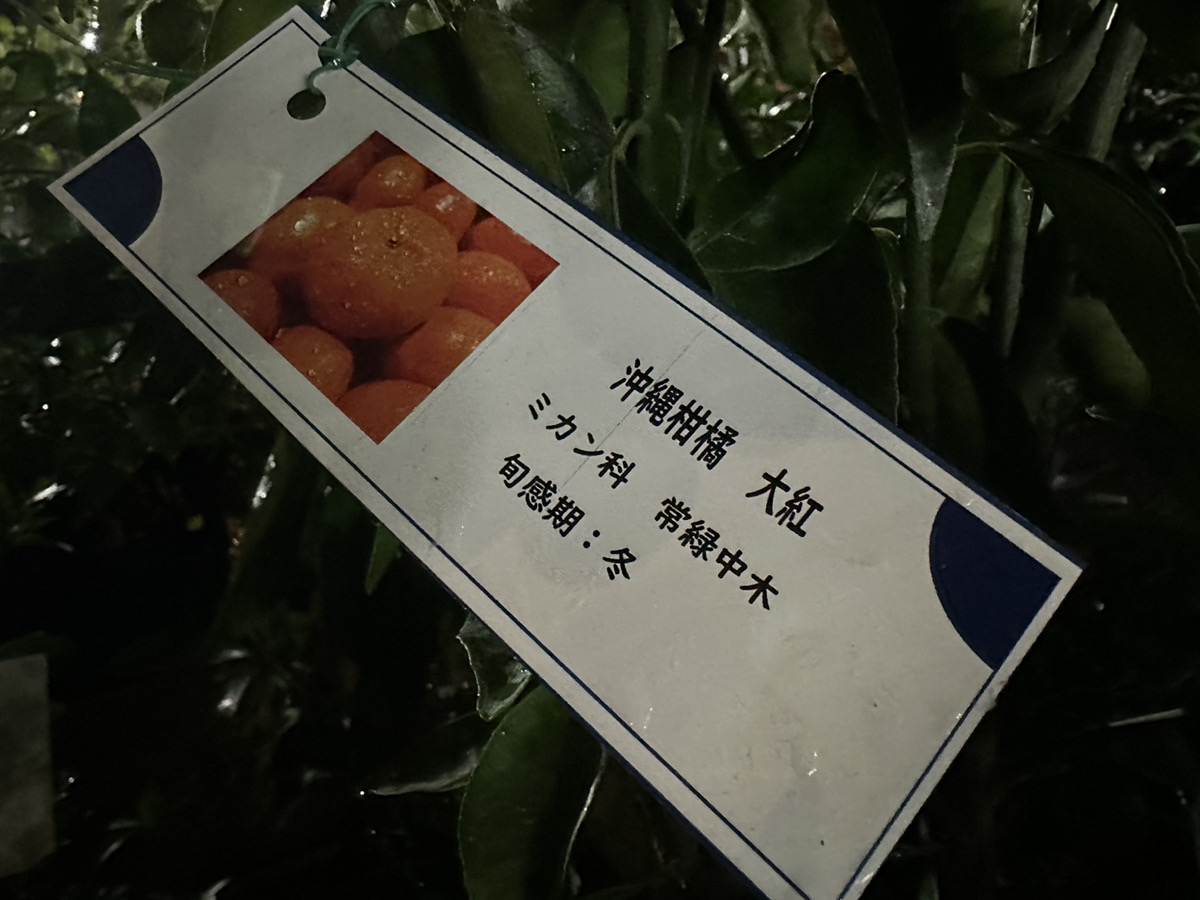 沖縄柑橘　大紅
ミカン科　常緑中木
旬感期：冬